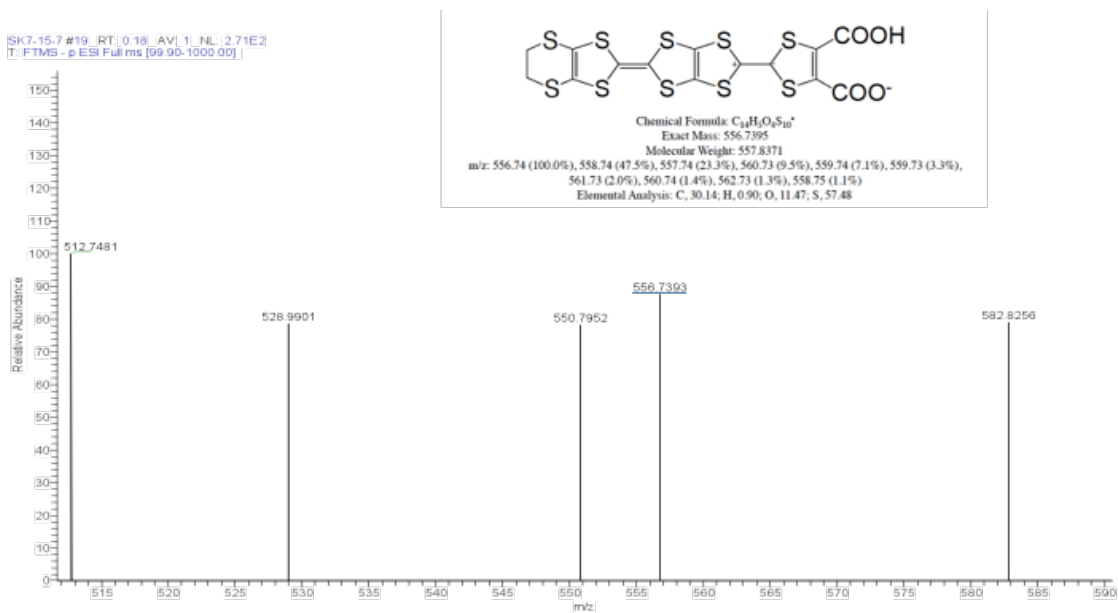 SK7-15-7 #19 RT: 0.18 AV: 1 NL: 2.71E2
T: FTMS - p ESI Full ms [99.90-1000.00]
S S S S S COOH
+
S S S S S COO-
Chemical Formula: C14H5O4S10•
Exact Mass: 556.7395
Molecular Weight: 557.8371
m/z: 556.74 (100.0%), 558.74 (47.5%), 557.74 (23.3%), 560.73 (9.5%), 559.74 (7.1%), 559.73 (3.3%),
561.73 (2.0%), 560.74 (1.4%), 562.73 (1.3%), 558.75 (1.1%)
Elemental Analysis: C, 30.14; H, 0.90; O, 11.47; S, 57.48
150
140
130
120
110
100
90
80
70
60
50
40
30
20
10
0
Relative Abundance
512.7481
528.9901
550.7952
556.7393
582.8256
515 520 525 530 535 540 545 550 555 560 565 570 575 580 585 590
m/z